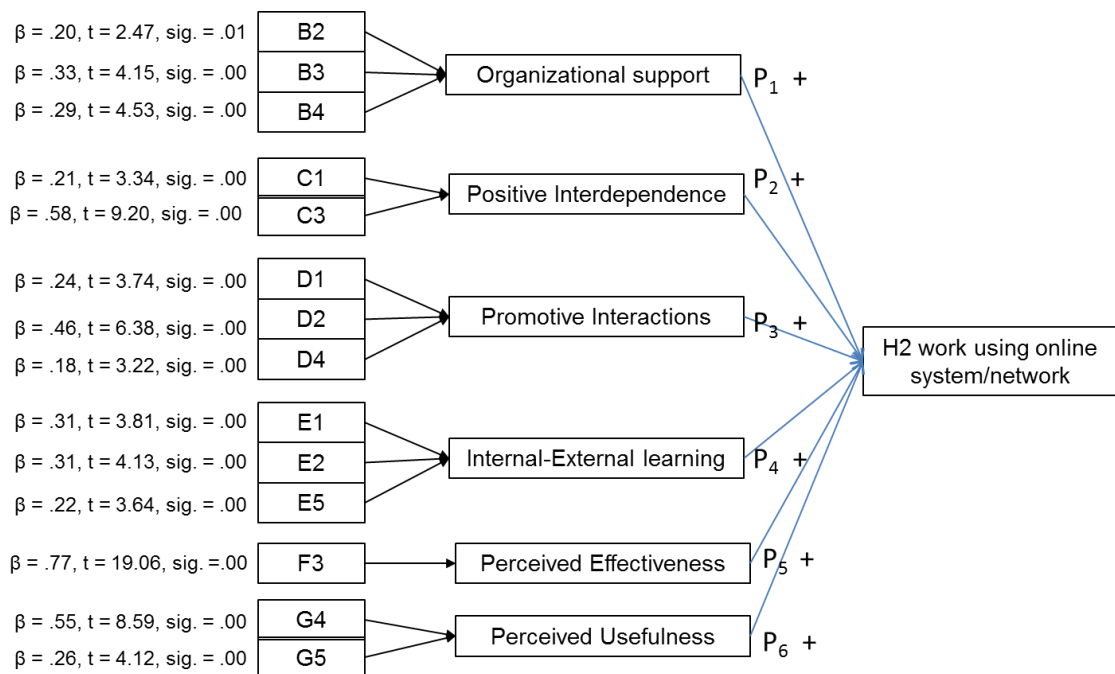 β = .20, t = 2.47, sig. = .01
B2
β = .33, t = 4.15, sig. = .00
B3
β = .29, t = 4.53, sig. = .00
B4
Organizational support
P1 +
β = .21, t = 3.34, sig. = .00
C1
β = .58, t = 9.20, sig. = .00
C3
Positive Interdependence
P2 +
β = .24, t = 3.74, sig. = .00
D1
β = .46, t = 6.38, sig. = .00
D2
β = .18, t = 3.22, sig. = .00
D4
Promotive Interactions
P3 +
β = .31, t = 3.81, sig. = .00
E1
β = .31, t = 4.13, sig. = .00
E2
β = .22, t = 3.64, sig. = .00
E5
Internal-External learning
P4 +
β = .77, t = 19.06, sig. =.00
F3
Perceived Effectiveness
P5 +
β = .55, t = 8.59, sig. = .00
G4
β = .26, t = 4.12, sig. = .00
G5
Perceived Usefulness
P6 +
H2 work using online
system/network